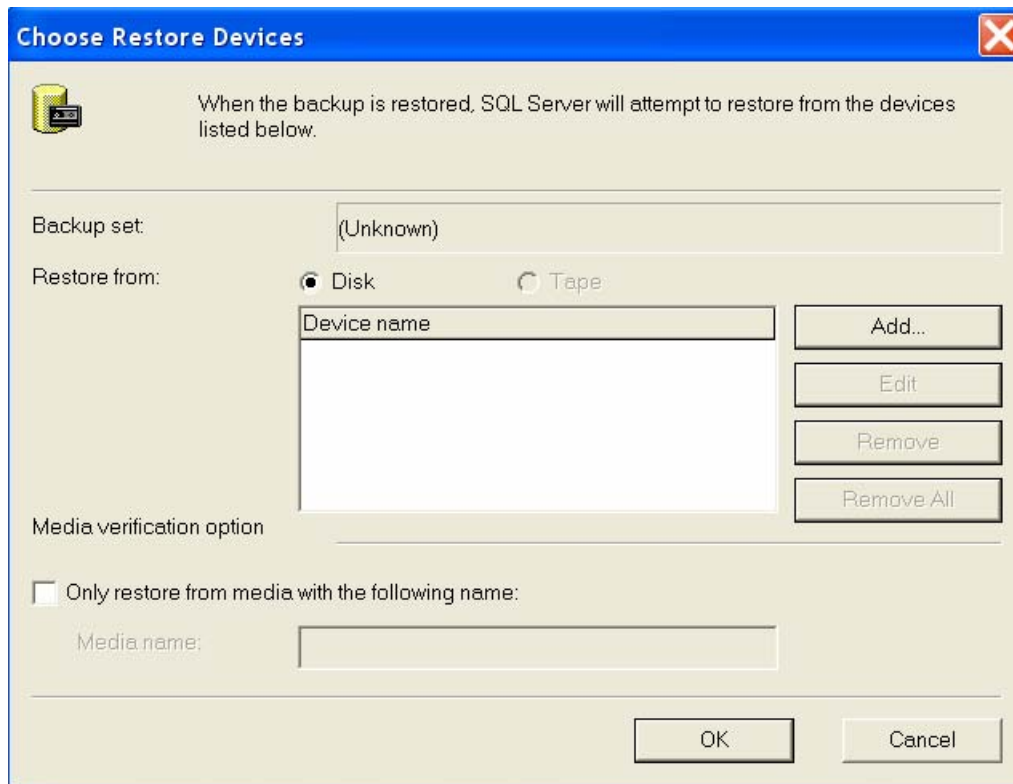 Choose Restore Devices
When the backup is restored, SQL Server will attempt to restore from the devices
listed below.
Backup set:
(Unknown)
Restore from:
Disk
Tape
Device name
Add...
Edit
Remove
Remove All
Media verification option
Only restore from media with the following name:
Media name:
OK
Cancel